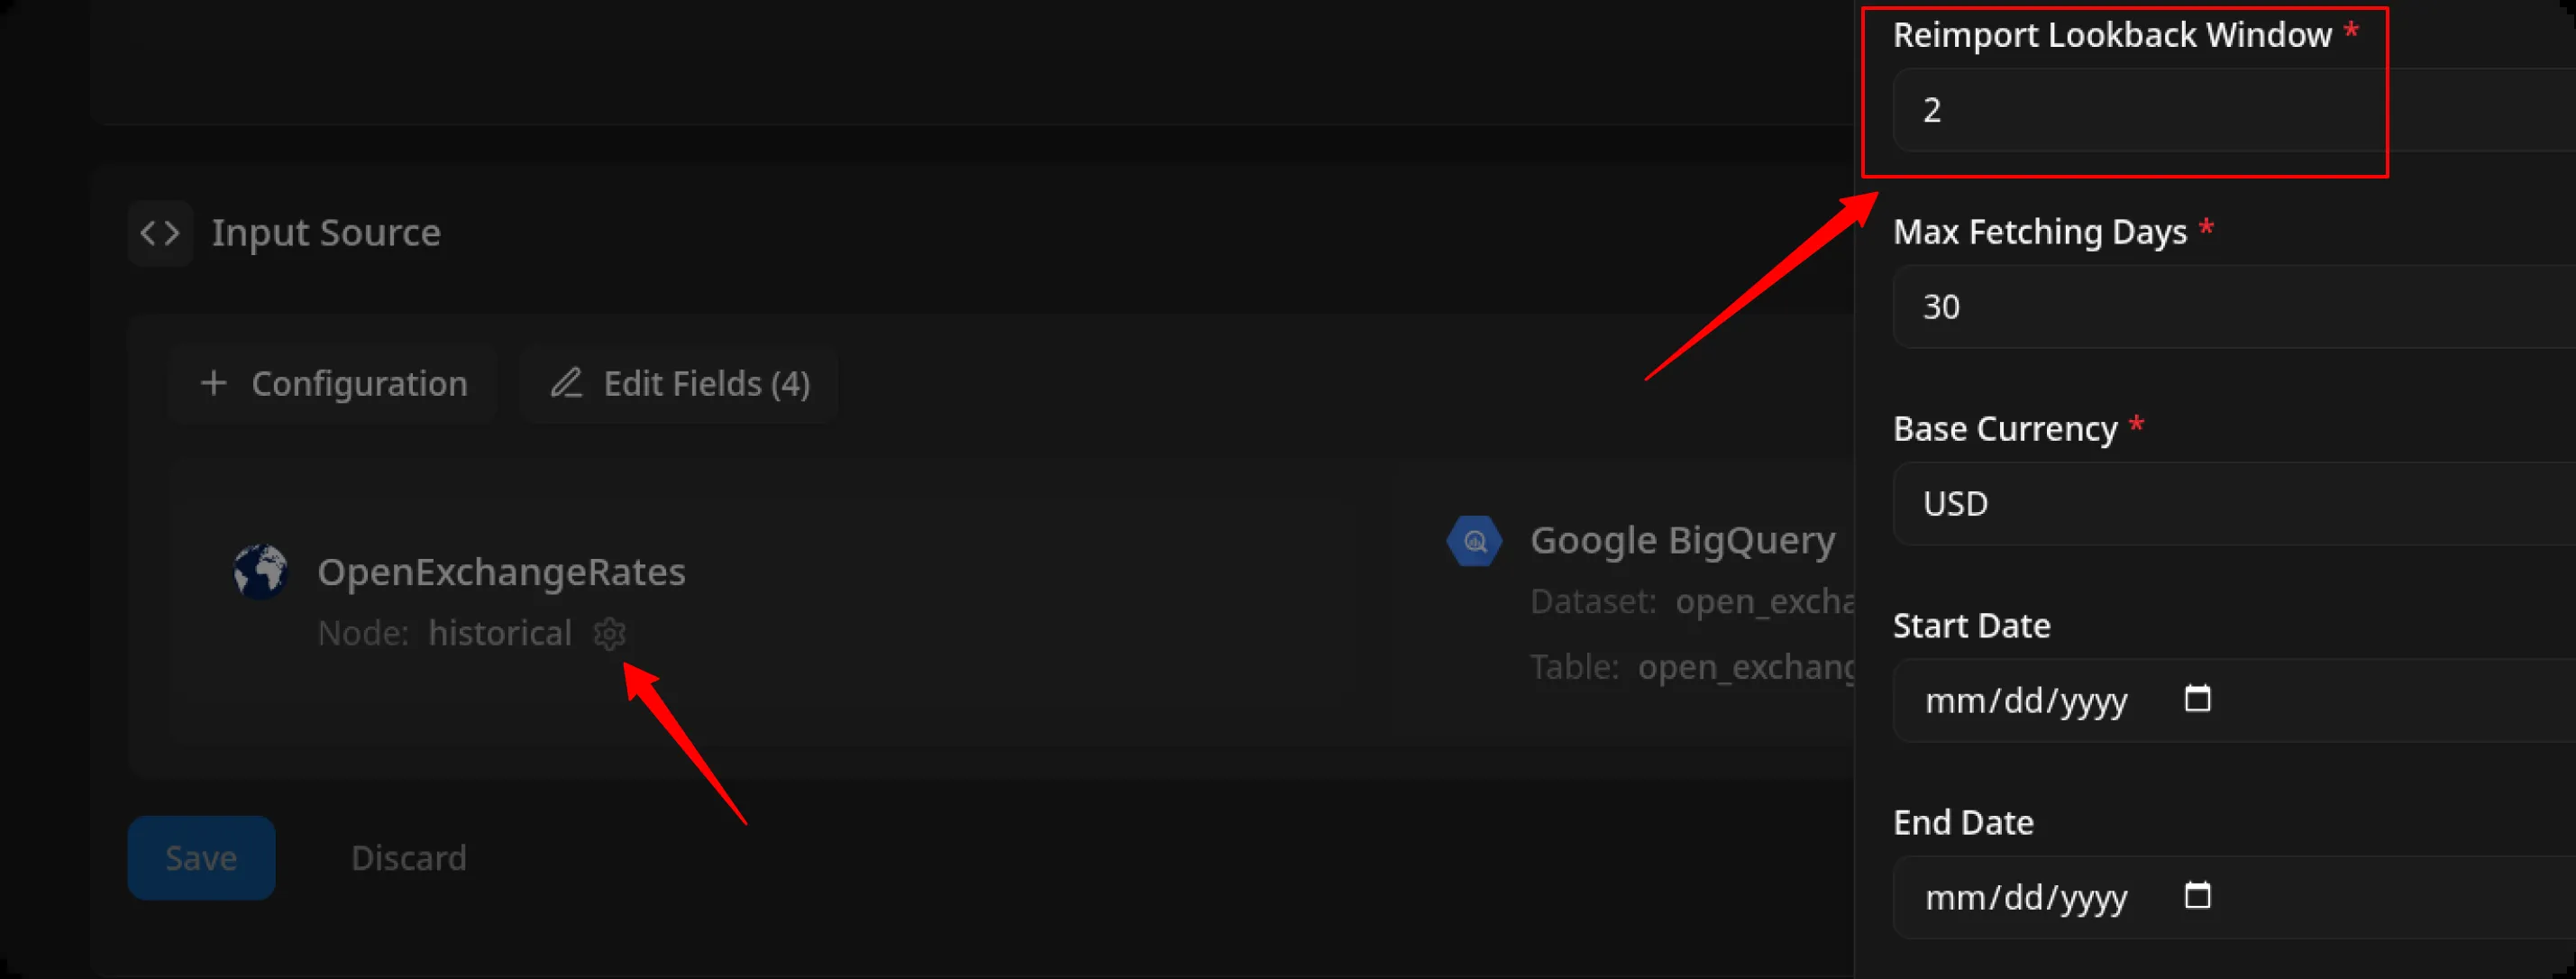 Input Source
Configuration
Edit Fields (4)
OpenExchangeRates
Node: historical
Google BigQuery
Dataset: open_excha
Table: open_exchang
Save
Discard
Reimport Lookback Window *
2
Max Fetching Days *
30
Base Currency *
USD
Start Date
mm/dd/yyyy
End Date
mm/dd/yyyy